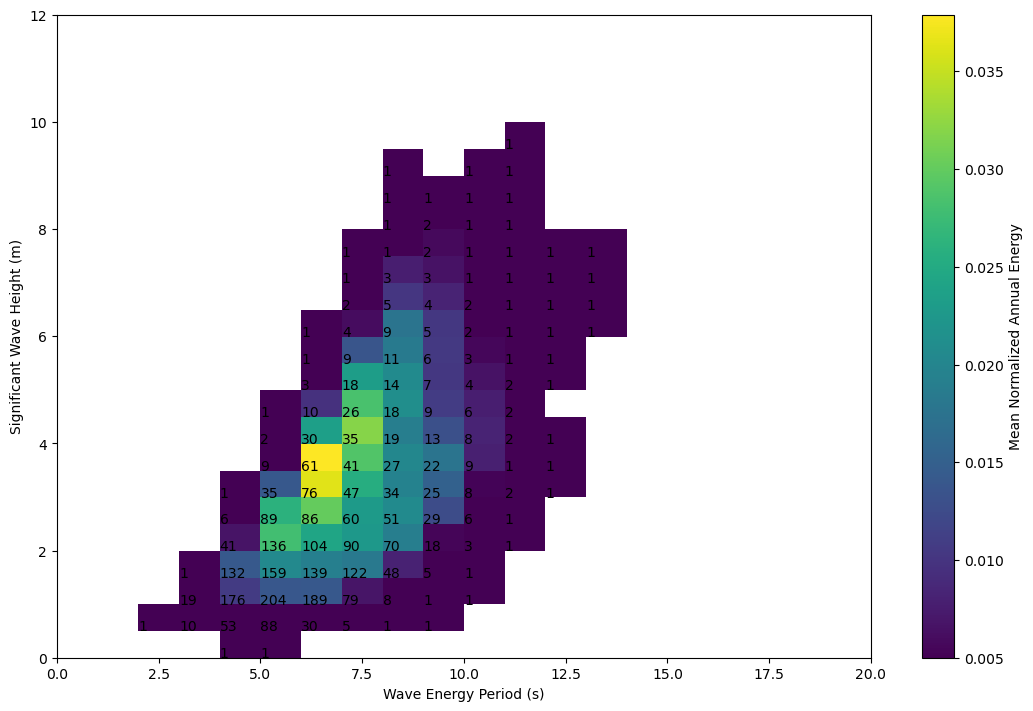 12
10
8
6
4
2
0
Significant Wave Height (m)
1
1 1 1
1 1 1 1
1 2 1 1
1 1 2 1 1 1 1
1 3 3 1 1 1 1
2 5 4 2 1 1 1
1 4 9 5 2 1 1 1
1 9 11 6 3 1 1
3 18 14 7 4 2 1
1 10 26 18 9 6 2
2 30 35 19 13 8 2 1
9 61 41 27 22 9 1 1
1 35 76 47 34 25 8 2 1
6 89 86 60 51 29 6 1
41 136 104 90 70 18 3 1
1 132 159 139 122 48 5 1
19 176 204 189 79 8 1 1
1 10 53 88 30 5 1 1
1 1
0.0 2.5 5.0 7.5 10.0 12.5 15.0 17.5 20.0
Wave Energy Period (s)
0.035
0.030
0.025
0.020
0.015
0.010
0.005
Mean Normalized Annual Energy